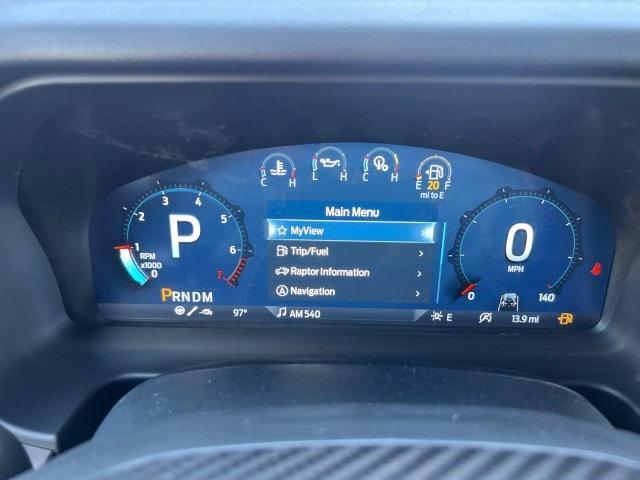 C H
L H
C H
E 20 F
mi to E
1 2 3 4 5 6 7
P
RPM
x1000
0
PRNDM
97°
Main Menu
MyView
Trip/Fuel
Raptor Information
Navigation
AM 540
0
MPH
0 140
E
13.9 mi